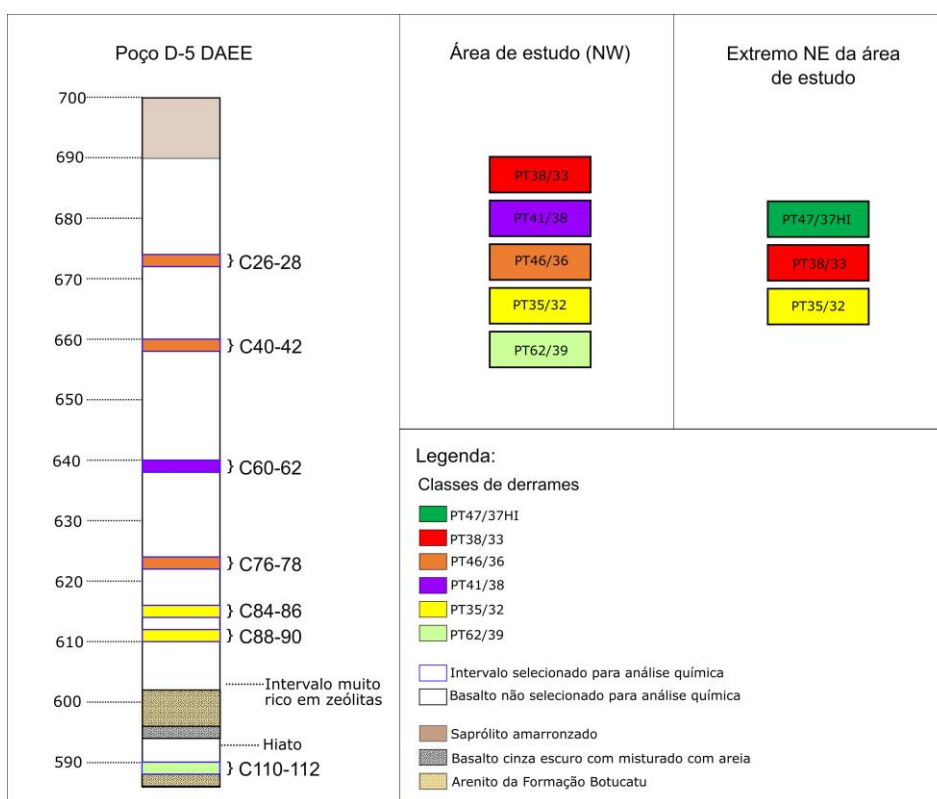 Poço D-5 DAEE
700
690
680
670
660
650
640
630
620
610
600
590
C26-28
C40-42
C60-62
C76-78
C84-86
C88-90
Intervalo muito
rico em zeólitas
Hiato
C110-112
Área de estudo (NW)
PT38/33
PT41/38
PT46/36
PT35/32
PT62/39
Extremo NE da área
de estudo
PT47/37HI
PT38/33
PT35/32
Legenda:
Classes de derrames
PT47/37HI
PT38/33
PT46/36
PT41/38
PT35/32
PT62/39
Intervalo selecionado para análise química
Basalto não selecionado para análise química
Saprólito amarronzado
Basalto cinza escuro com misturado com areia
Arenito da Formação Botucatu